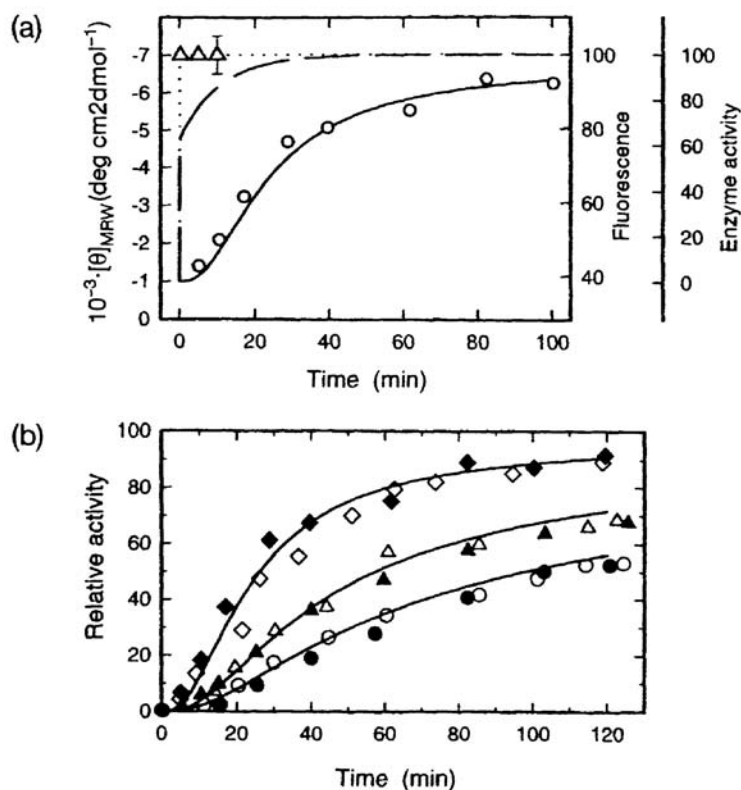 (a)
10⁻³·[θ]MRW(deg cm2dmol⁻¹)
-7
-6
-5
-4
-3
-2
-1
0
0 20 40 60 80 100
Time (min)
100
80
60
40
Fluorescence
100
80
60
40
20
0
Enzyme activity
(b)
Relative activity
100
80
60
40
20
0
0 20 40 60 80 100 120
Time (min)